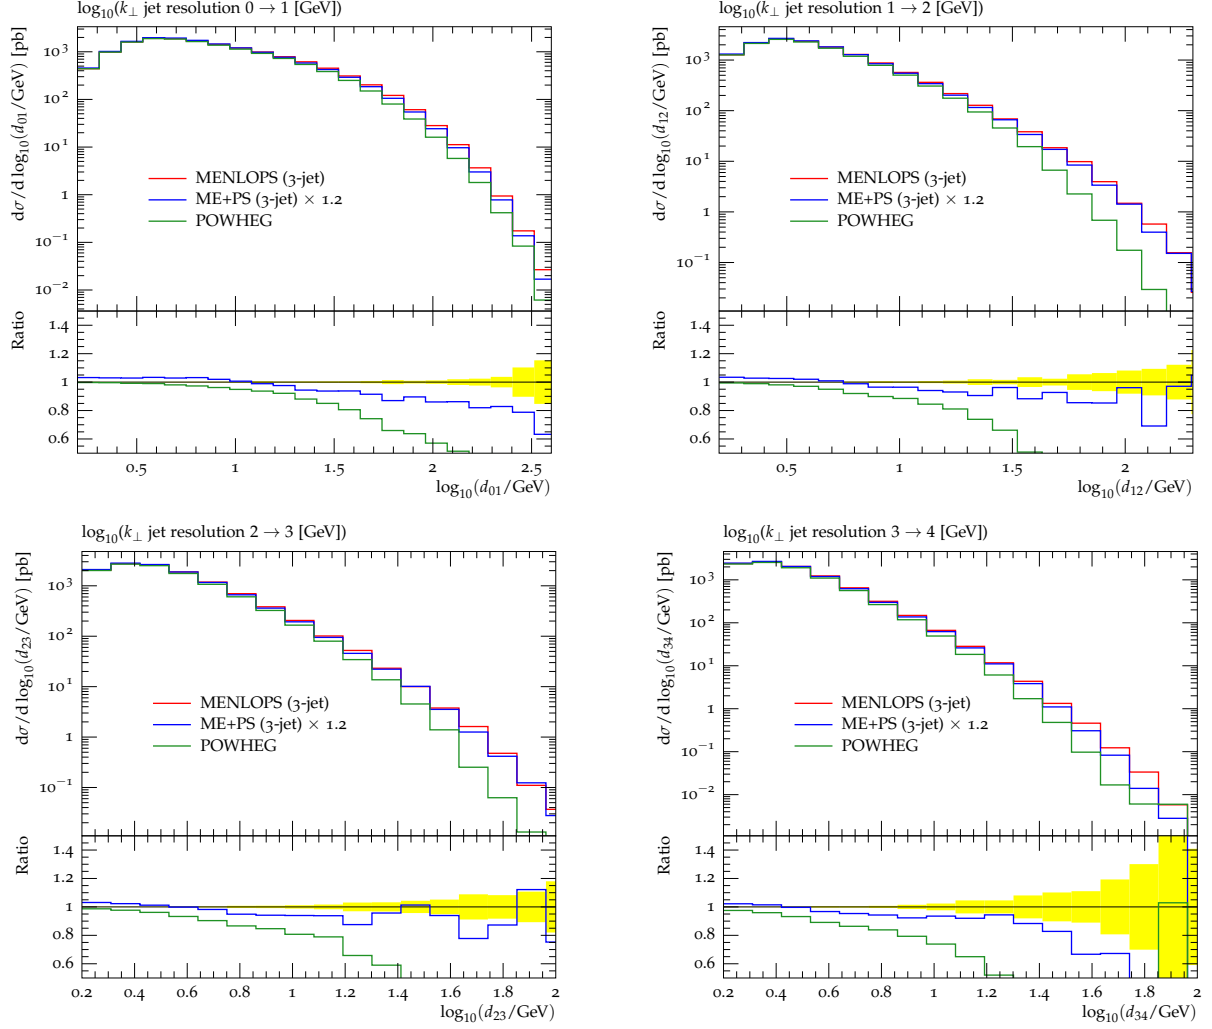 log₁₀(k⊥ jet resolution 0 → 1 [GeV])
dσ/d log₁₀(d₀₁/GeV) [pb]
10³
10²
10¹
1
10⁻¹
10⁻²
MENLOPS (3-jet)
ME+PS (3-jet) × 1.2
POWHEG
Ratio
1.4
1.2
1
0.8
0.6
0.5 1 1.5 2 2.5
log₁₀(d₀₁/GeV)
log₁₀(k⊥ jet resolution 1 → 2 [GeV])
dσ/d log₁₀(d₁₂/GeV) [pb]
10³
10²
10¹
1
10⁻¹
MENLOPS (3-jet)
ME+PS (3-jet) × 1.2
POWHEG
Ratio
1.4
1.2
1
0.8
0.6
0.5 1 1.5 2
log₁₀(d₁₂/GeV)
log₁₀(k⊥ jet resolution 2 → 3 [GeV])
dσ/d log₁₀(d₂₃/GeV) [pb]
10³
10²
10¹
1
10⁻¹
MENLOPS (3-jet)
ME+PS (3-jet) × 1.2
POWHEG
Ratio
1.4
1.2
1
0.8
0.6
0.2 0.4 0.6 0.8 1 1.2 1.4 1.6 1.8 2
log₁₀(d₂₃/GeV)
log₁₀(k⊥ jet resolution 3 → 4 [GeV])
dσ/d log₁₀(d₃₄/GeV) [pb]
10³
10²
10¹
1
10⁻¹
10⁻²
MENLOPS (3-jet)
ME+PS (3-jet) × 1.2
POWHEG
Ratio
1.4
1.2
1
0.8
0.6
0.2 0.4 0.6 0.8 1 1.2 1.4 1.6 1.8 2
log₁₀(d₃₄/GeV)